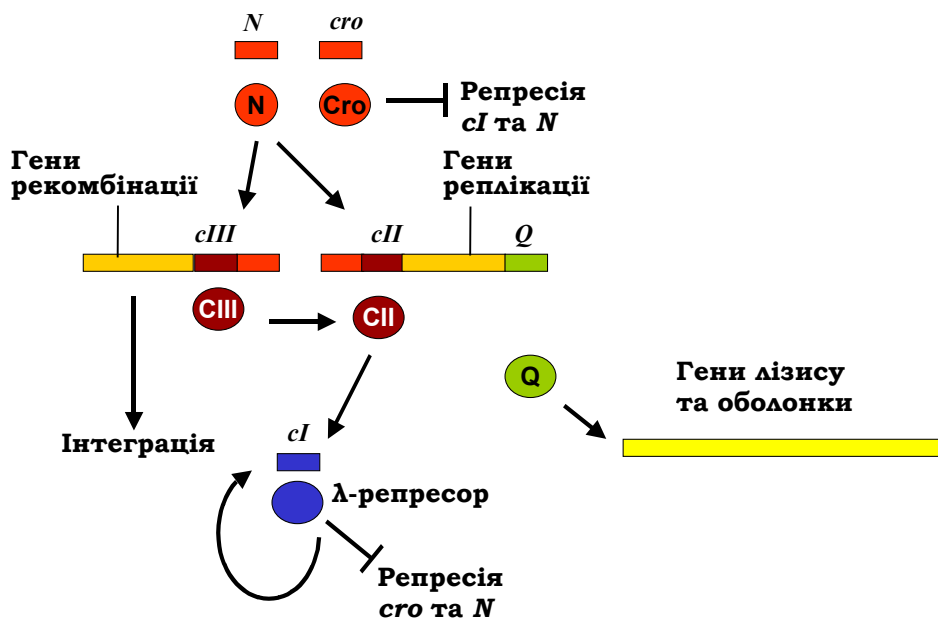 N
cro
N
Cro
Репресія
cI та N
Гени
рекомбінації
Гени
реплікації
cIII
cII
Q
CIII
CII
Q
Гени лізису
та оболонки
Інтеграція
cI
λ-репресор
Репресія
cro та N